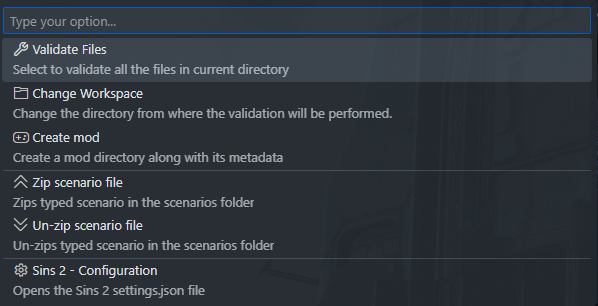 Type your option...
Validate Files
Select to validate all the files in current directory
Change Workspace
Change the directory from where the validation will be performed.
Create mod
Create a mod directory along with its metadata
Zip scenario file
Zips typed scenario in the scenarios folder
Un-zip scenario file
Un-zips typed scenario in the scenarios folder
Sins 2 - Configuration
Opens the Sins 2 settings.json file